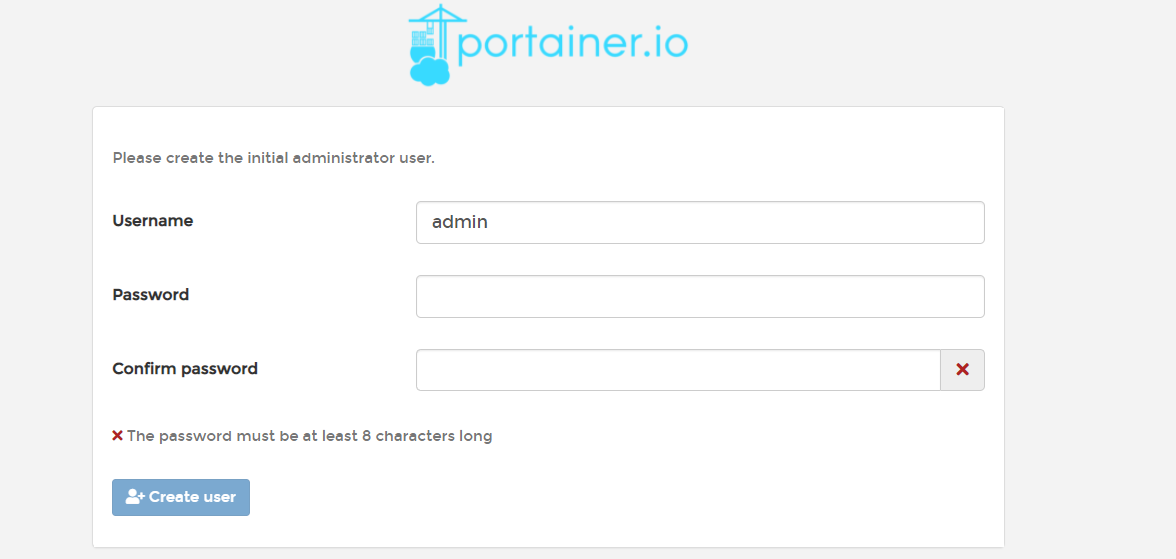 portainer.io
Please create the initial administrator user.
Username
admin
Password
Confirm password
The password must be at least 8 characters long
Create user